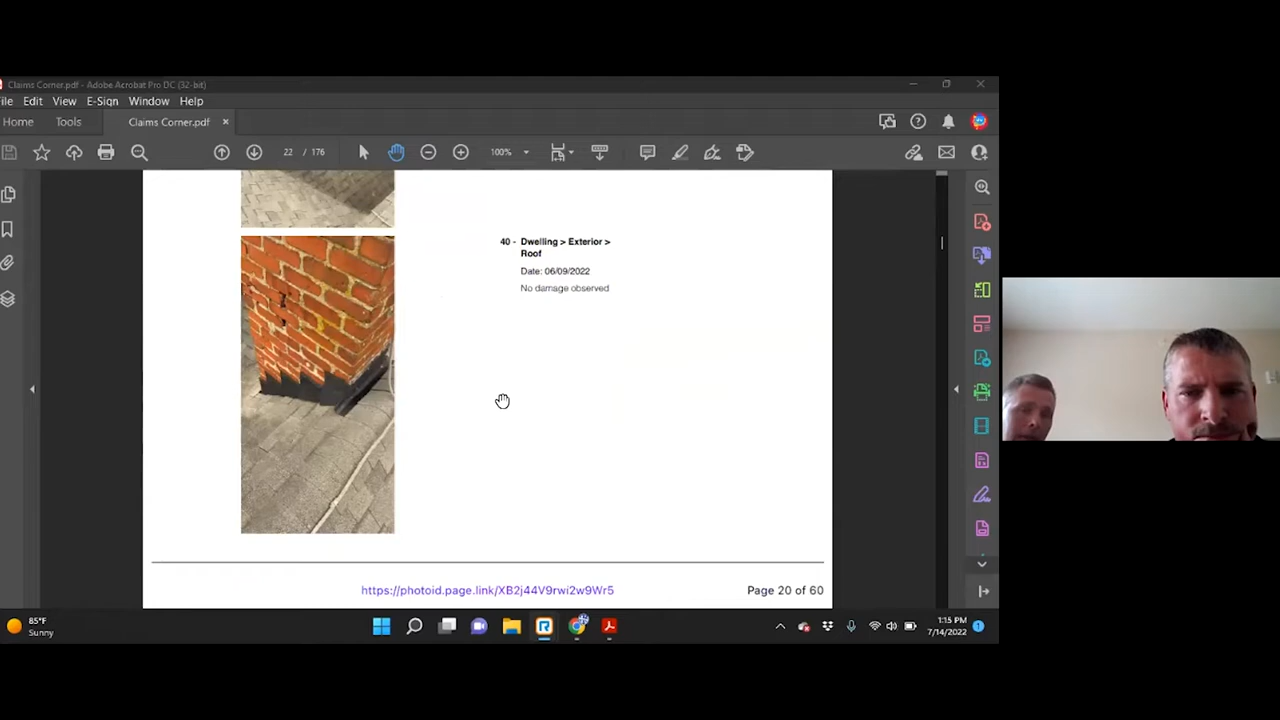 Claims Corner.pdf - Adobe Acrobat Pro DC (32-bit)
File Edit View E-Sign Window Help
Home Tools Claims Corner.pdf ×
22 / 176 100%
40 - Dwelling > Exterior >
Roof
Date: 06/09/2022
No damage observed
https://photoid.page.link/XB2j44V9rwi2w9Wr5 Page 20 of 60
85°F
Sunny
1:15 PM
7/14/2022 1